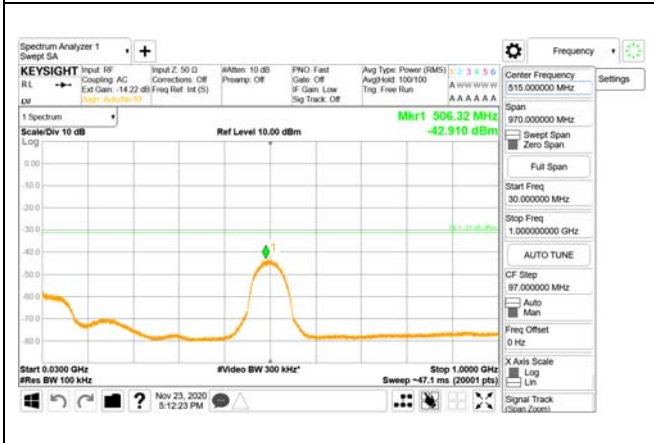 Spectrum Analyzer 1
Swept SA
Frequency
KEYSIGHT
RL
Input: RF
Coupling: AC
Ext Gain: -14.22 dB
Align: Auto/No RF
Input Z: 50 Ω
Corrections: Off
Freq Ref: Int (S)
#Atten: 10 dB
Preamp: Off
PNO: Fast
Gate: Off
IF Gain: Low
Sig Track: Off
Avg Type: Power (RMS)
Avg|Hold: 100/100
Trig: Free Run
1 2 3 4 5 6
A W W W W W
A A A A A A
Settings
1 Spectrum
Scale/Div 10 dB
Log
Ref Level 10.00 dBm
Mkr1 506.32 MHz
-42.910 dBm
0.00
-10.0
-20.0
-30.0
-40.0
-50.0
-60.0
-70.0
-80.0
1
Start 0.0300 GHz
#Res BW 100 kHz
#Video BW 300 kHz*
Stop 1.0000 GHz
Sweep ~47.1 ms (20001 pts)
Nov 23, 2020
5:12:23 PM
Center Frequency
515.000000 MHz
Span
970.000000 MHz
Swept Span
Zero Span
Full Span
Start Freq
30.000000 MHz
Stop Freq
1.000000000 GHz
AUTO TUNE
CF Step
97.000000 MHz
Auto
Man
Freq Offset
0 Hz
X Axis Scale
Log
Lin
Signal Track
(Span Zoom)